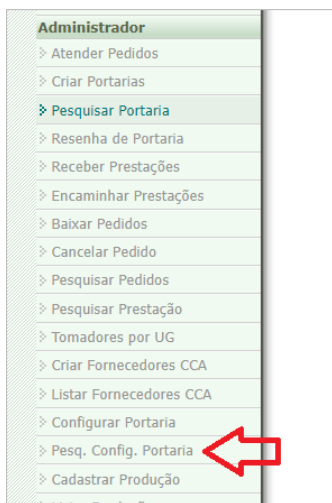 Administrador
Atender Pedidos
Criar Portarias
Pesquisar Portaria
Resenha de Portaria
Receber Prestações
Encaminhar Prestações
Baixar Pedidos
Cancelar Pedido
Pesquisar Pedidos
Pesquisar Prestação
Tomadores por UG
Criar Fornecedores CCA
Listar Fornecedores CCA
Configurar Portaria
Pesq. Config. Portaria
Cadastrar Produção